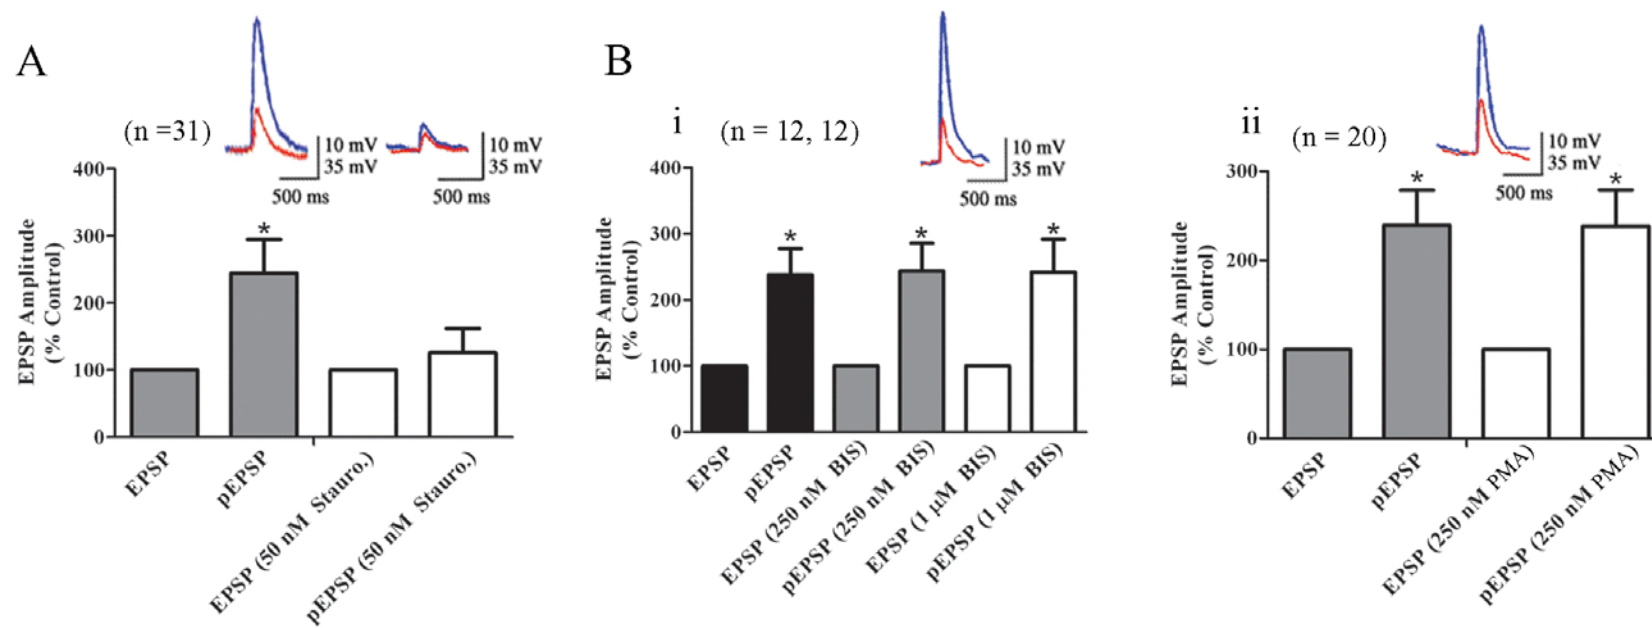 A
(n =31)
10 mV
35 mV
500 ms
10 mV
35 mV
500 ms
EPSP Amplitude
(% Control)
400
300
200
100
0
EPSP
pEPSP
EPSP (50 nM Stauro.)
pEPSP (50 nM Stauro.)
*
B
i
(n = 12, 12)
10 mV
35 mV
500 ms
EPSP Amplitude
(% Control)
400
300
200
100
0
*
*
*
EPSP
pEPSP
EPSP (250 nM BIS)
pEPSP (250 nM BIS)
EPSP (1 μM BIS)
pEPSP (1 μM BIS)
ii
(n = 20)
10 mV
35 mV
500 ms
EPSP Amplitude
(% Control)
300
200
100
0
*
*
EPSP
pEPSP
EPSP (250 nM PMA)
pEPSP (250 nM PMA)